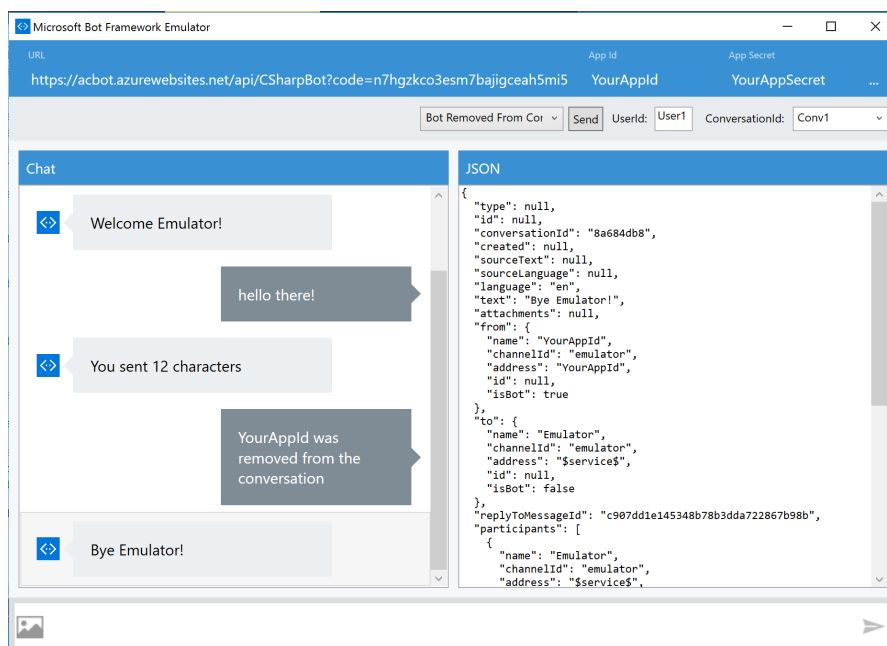 Microsoft Bot Framework Emulator
URL
App Id
App Secret
https://acbot.azurewebsites.net/api/CSharpBot?code=n7hgzkco3esm7bajigceah5mi5
YourAppId
YourAppSecret
...
Bot Removed From Cor
Send
UserId:
User1
ConversationId:
Conv1
Chat
Welcome Emulator!
hello there!
You sent 12 characters
YourAppId was
removed from the
conversation
Bye Emulator!
JSON
{
"type": null,
"id": null,
"conversationId": "8a684db8",
"created": null,
"sourceText": null,
"sourceLanguage": null,
"language": "en",
"text": "Bye Emulator!",
"attachments": null,
"from": {
"name": "YourAppId",
"channelId": "emulator",
"address": "YourAppId",
"id": null,
"isBot": true
},
"to": {
"name": "Emulator",
"channelId": "emulator",
"address": "$service$",
"id": null,
"isBot": false
},
"replyToMessageId": "c907dd1e145348b78b3dda722867b98b",
"participants": [
{
"name": "Emulator",
"channelId": "emulator",
"address": "$service$",